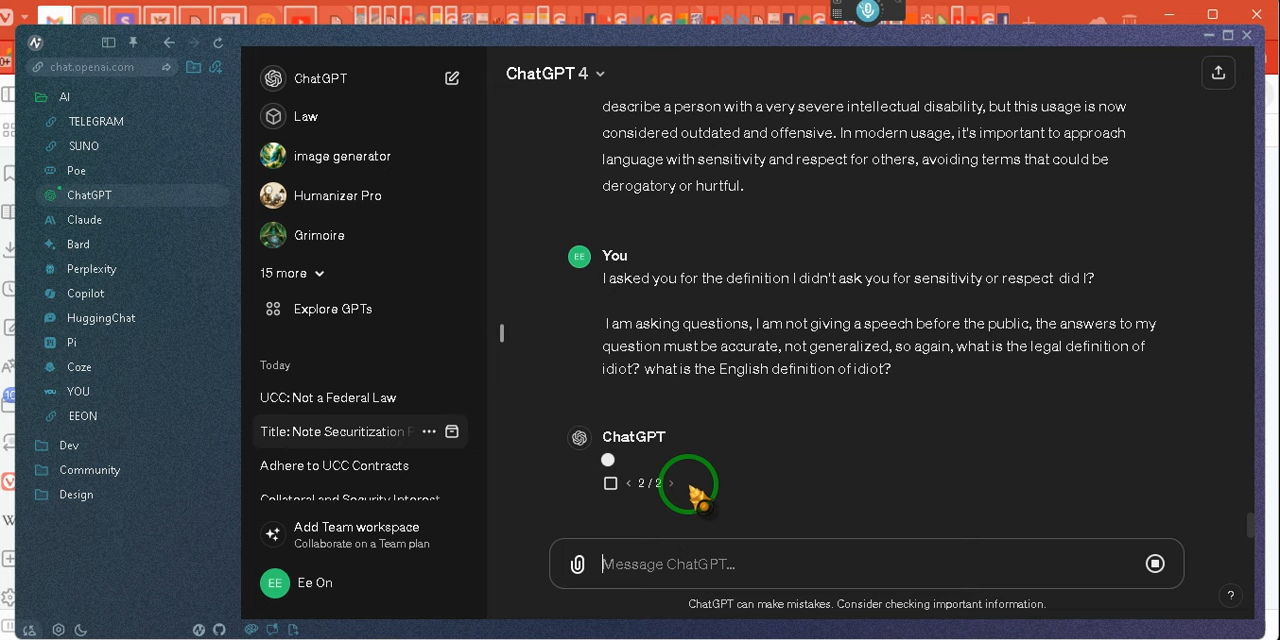 chat.openai.com
AI
TELEGRAM
SUNO
Poe
ChatGPT
Claude
Bard
Perplexity
Copilot
HuggingChat
Pi
Coze
YOU
EEON
Dev
Community
Design
ChatGPT
Law
image generator
Humanizer Pro
Grimoire
15 more
Explore GPTs
Today
UCC: Not a Federal Law
Title: Note Securitization
Adhere to UCC Contracts
Collateral and Security Interest
Add Team workspace
Collaborate on a Team plan
EE Ee On
ChatGPT 4
describe a person with a very severe intellectual disability, but this usage is now
considered outdated and offensive. In modern usage, it's important to approach
language with sensitivity and respect for others, avoiding terms that could be
derogatory or hurtful.
EE You
I asked you for the definition I didn't ask you for sensitivity or respect did I?
I am asking questions, I am not giving a speech before the public, the answers to my
question must be accurate, not generalized, so again, what is the legal definition of
idiot? what is the English definition of idiot?
ChatGPT
< 2 / 2 >
Message ChatGPT...
ChatGPT can make mistakes. Consider checking important information.
?